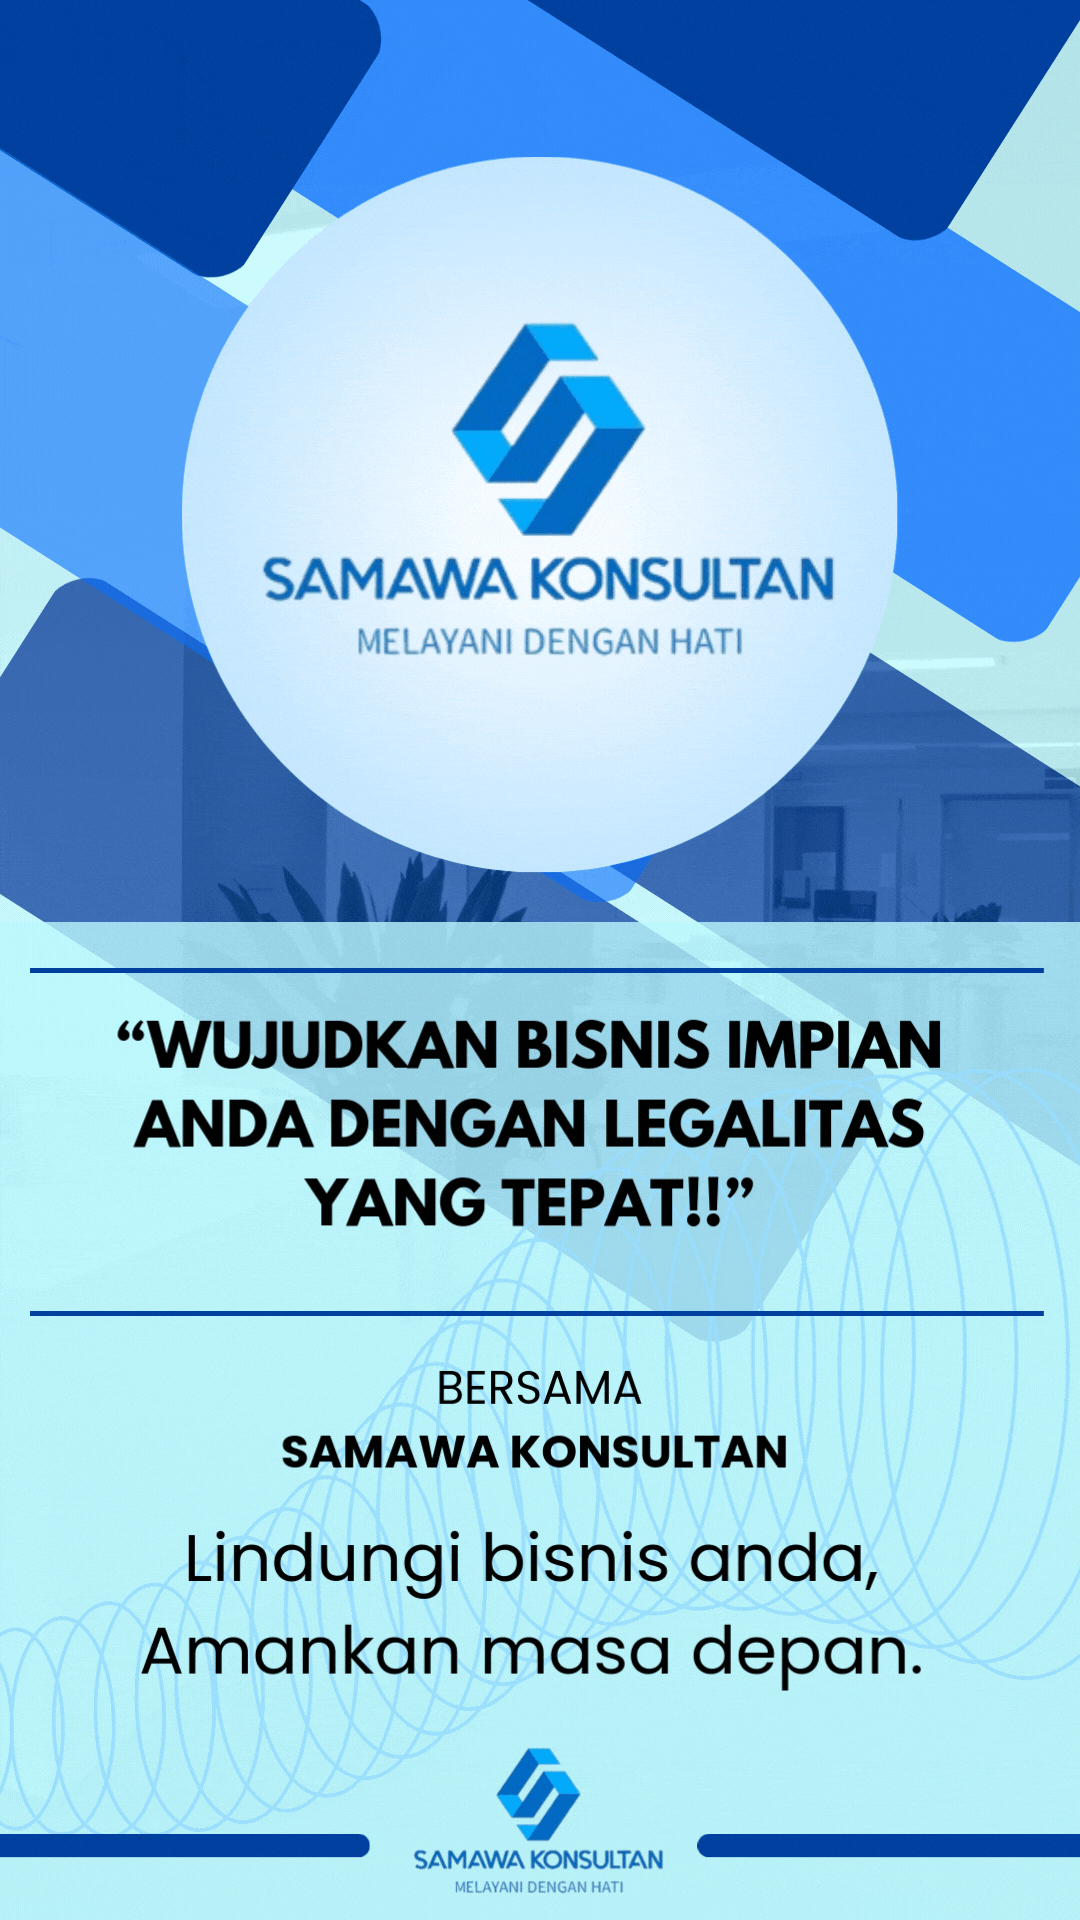 SAMAWA KONSULTAN
MELAYANI DENGAN HATI
“WUJUDKAN BISNIS IMPIAN
ANDA DENGAN LEGALITAS
YANG TEPAT!!”
BERSAMA
SAMAWA KONSULTAN
Lindungi bisnis anda,
Amankan masa depan.
SAMAWA KONSULTAN
MELAYANI DENGAN HATI